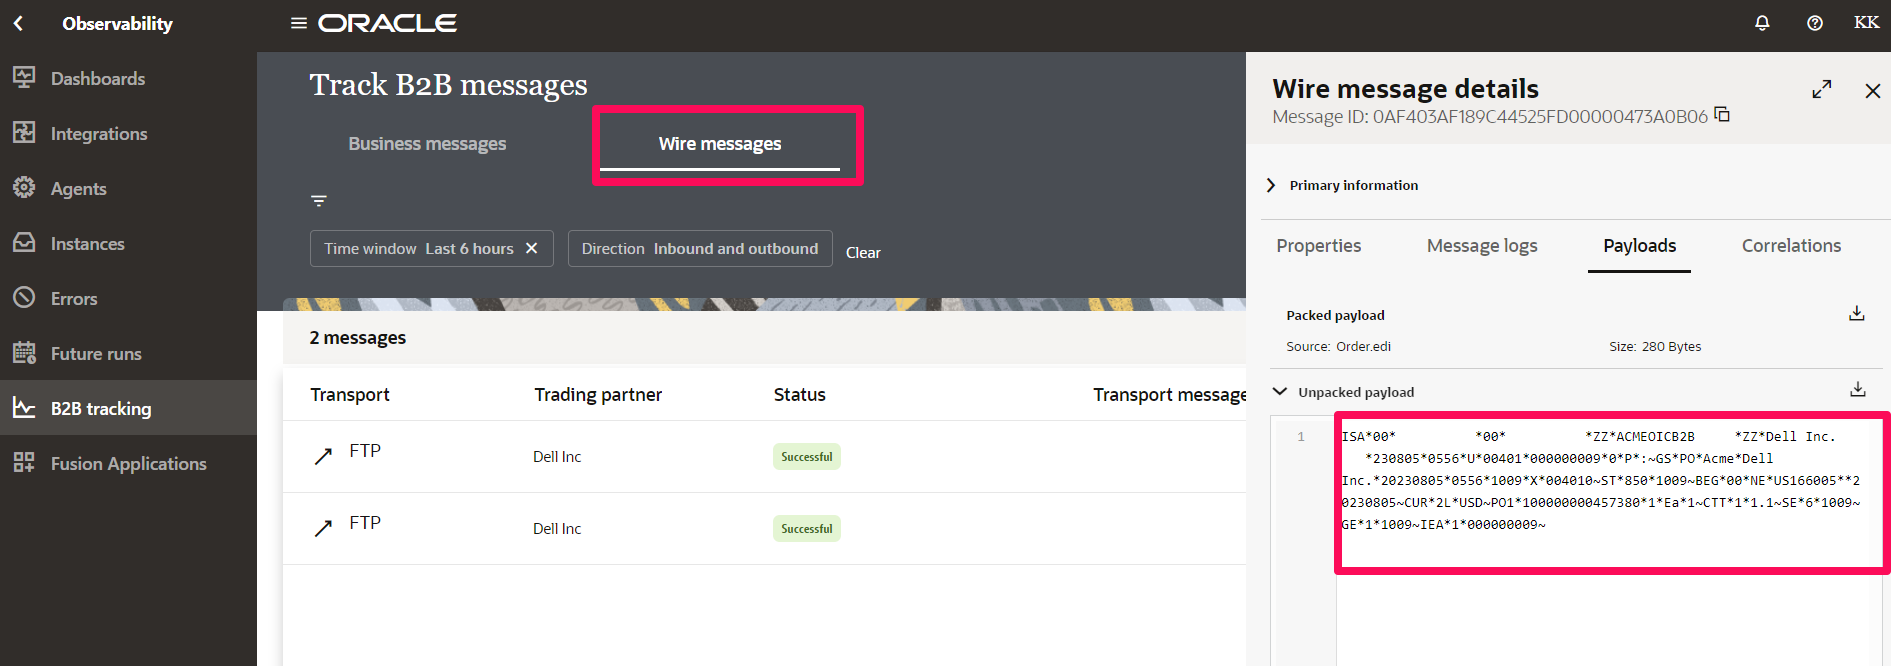 Observability
ORACLE
KK
Dashboards
Integrations
Agents
Instances
Errors
Future runs
B2B tracking
Fusion Applications
Track B2B messages
Business messages
Wire messages
Time window Last 6 hours
Direction Inbound and outbound
Clear
2 messages
Transport Trading partner Status Transport message
FTP Dell Inc Successful
FTP Dell Inc Successful
Wire message details
Message ID: 0AF403AF189C44525FD00000473A0B06
Primary information
Properties Message logs Payloads Correlations
Packed payload
Source: Order.edi Size: 280 Bytes
Unpacked payload
1
ISA*00*          *00*          *ZZ*ACMEOICB2B     *ZZ*Dell Inc.
*230805*0556*U*00401*000000009*0*P*:~GS*PO*Acme*Dell
Inc.*20230805*0556*1009*X*004010~ST*850*1009~BEG*00*NE*US166005**2
0230805~CUR*2L*USD~PO1*100000000457380*1*Ea*1~CTT*1*1.1~SE*6*1009~
GE*1*1009~IEA*1*000000009~